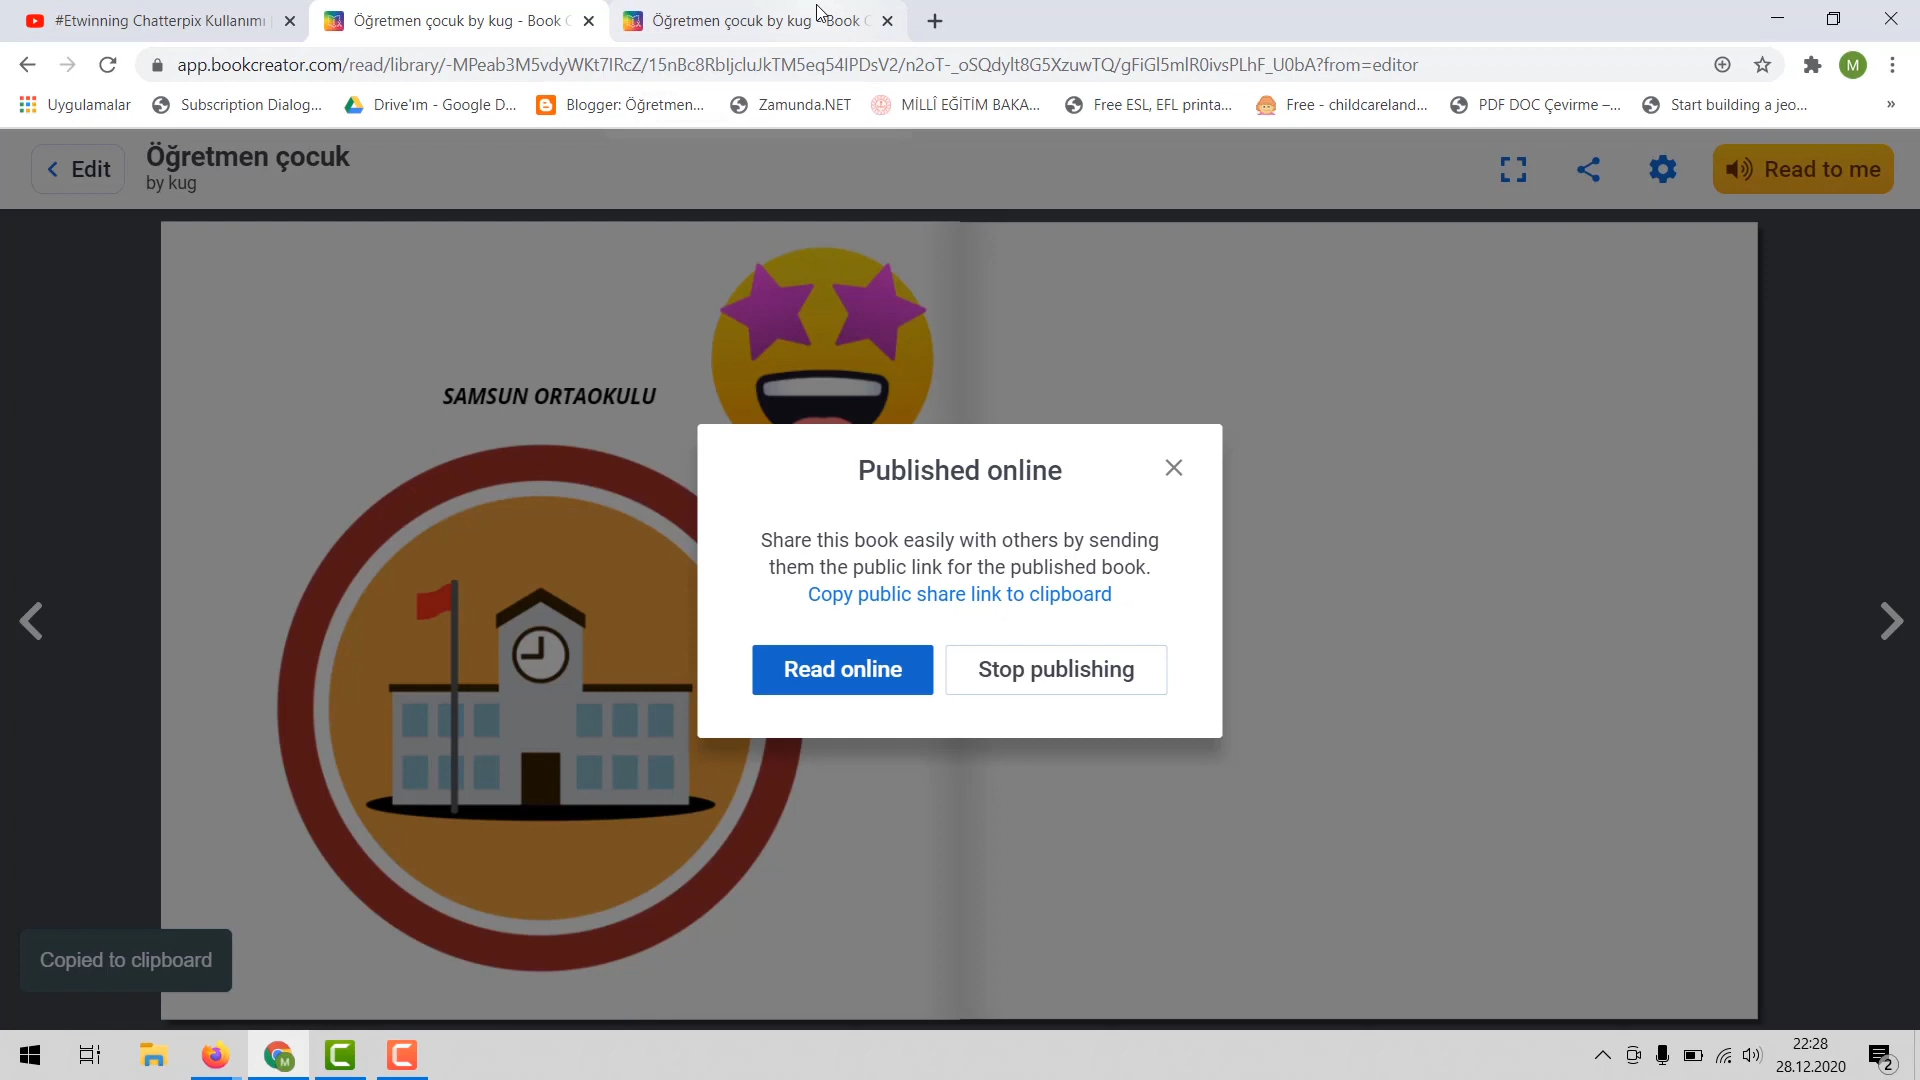 #Etwinning Chatterpix Kullanımı
Öğretmen çocuk by kug - Book C
Öğretmen çocuk by kug - Book C
app.bookcreator.com/read/library/-MPeab3M5vdyWKt7IRcZ/15nBc8RbIjcluJkTM5eq54IPDsV2/n2oT-_oSQdylt8G5XzuwTQ/gFiGl5mlR0ivsPLhF_U0bA?from=editor
M
Uygulamalar
Subscription Dialog...
Drive'ım - Google D...
Blogger: Öğretmen...
Zamunda.NET
MİLLÎ EĞİTİM BAKA...
Free ESL, EFL printa...
Free - childcareland...
PDF DOC Çevirme –...
Start building a jeo...
»
Edit
Öğretmen çocuk
by kug
Read to me
SAMSUN ORTAOKULU
Published online
Share this book easily with others by sending
them the public link for the published book.
Copy public share link to clipboard
Read online
Stop publishing
Copied to clipboard
M
22:28
28.12.2020
2